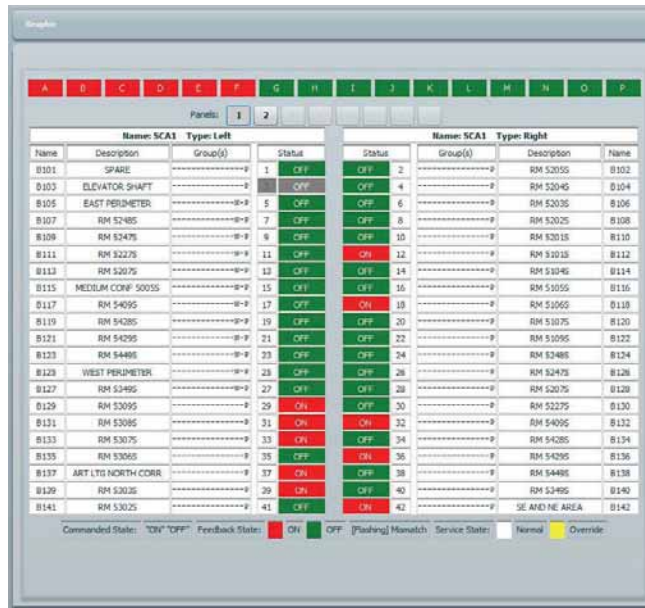 Graphic
A B C D E F G H I J K L M N O P
Panels: 1 2
Name: SCA1 Type: Left Name: SCA1 Type: Right
Name Description Group(s) Status Status Group(s) Description Name
B101 SPARE ---------------P 1 OFF OFF 2 ---------------P RM 5205S B102
B103 ELEVATOR SHAFT ---------------P OFF OFF 4 ---------------P RM 5204S B104
B105 EAST PERIMETER 5 OFF OFF 6 ---------------P RM 5203S B106
B107 RM 5248S 7 OFF OFF 8 ---------------P RM 5202S B108
B109 RM 5247S 9 OFF OFF 10 ---------------P RM 5201S B110
B111 RM 5227S 11 OFF ON 12 ---------------P RM 5101S B112
B113 RM 5207S 13 OFF OFF 14 ---------------P RM 5104S B114
B115 MEDIUM CONF 5005S 15 OFF OFF 16 ---------------P RM 5105S B116
B117 RM 5409S 17 OFF ON 18 ---------------P RM 5106S B118
B119 RM 5428S 19 OFF OFF 20 ---------------P RM 5107S B120
B121 RM 5429S 21 OFF OFF 22 ---------------P RM 5109S B122
B123 RM 5449S 23 OFF OFF 24 ---------------P RM 5248S B124
B125 WEST PERIMETER 25 OFF OFF 26 ---------------P RM 5247S B126
B127 RM 5349S 27 OFF OFF 28 ---------------P RM 5207S B128
B129 RM 5309S ---------------P 29 ON OFF 30 ---------------P RM 5227S B130
B131 RM 5308S ---------------P 31 ON ON 32 ---------------P RM 5409S B132
B133 RM 5307S ---------------P 33 ON OFF 34 ---------------P RM 5428S B134
B135 RM 5306S ---------------P 35 OFF ON 36 ---------------P RM 5429S B136
B137 ART LTG NORTH CORR ---------------P 37 ON OFF 38 ---------------P RM 5449S B138
B139 RM 5303S ---------------P 39 ON OFF 40 ---------------P RM 5349S B140
B141 RM 5302S ---------------P 41 OFF ON 42 ---------------P SE AND NE AREA B142
Commanded State: "ON" "OFF" Feedback State: ON OFF [Flashing] Mismatch Service State: Normal Override